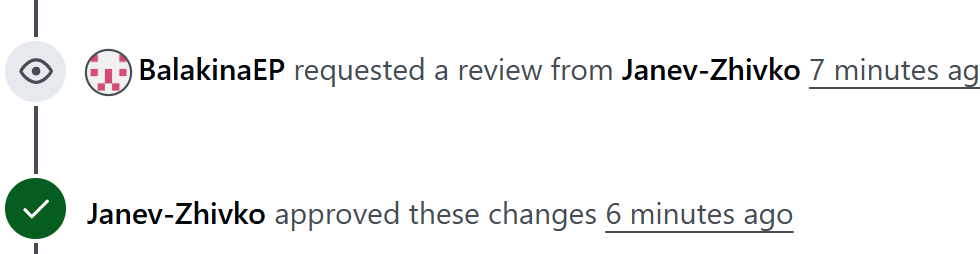 BalakinaEP requested a review from Janev-Zhivko 7 minutes ag
Janev-Zhivko approved these changes 6 minutes ago